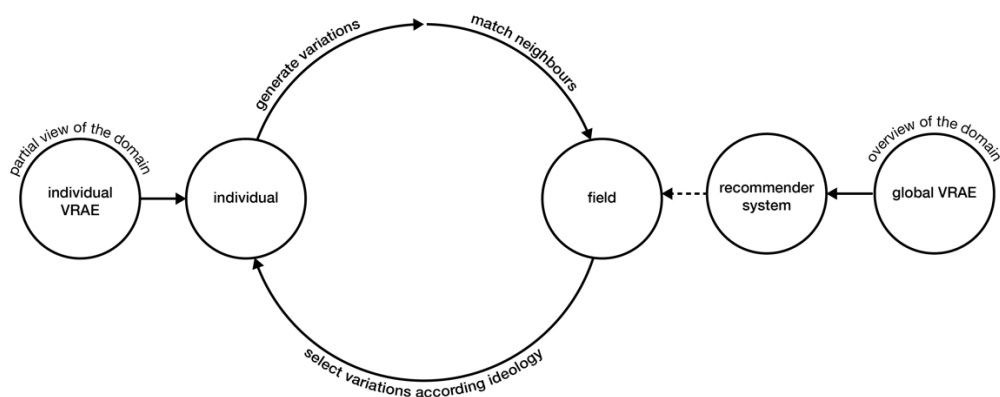 generate variations
match neighbours
partial view of the domain
individual
VRAE
individual
field
recommender
system
overview of the domain
global VRAE
select variations according ideology